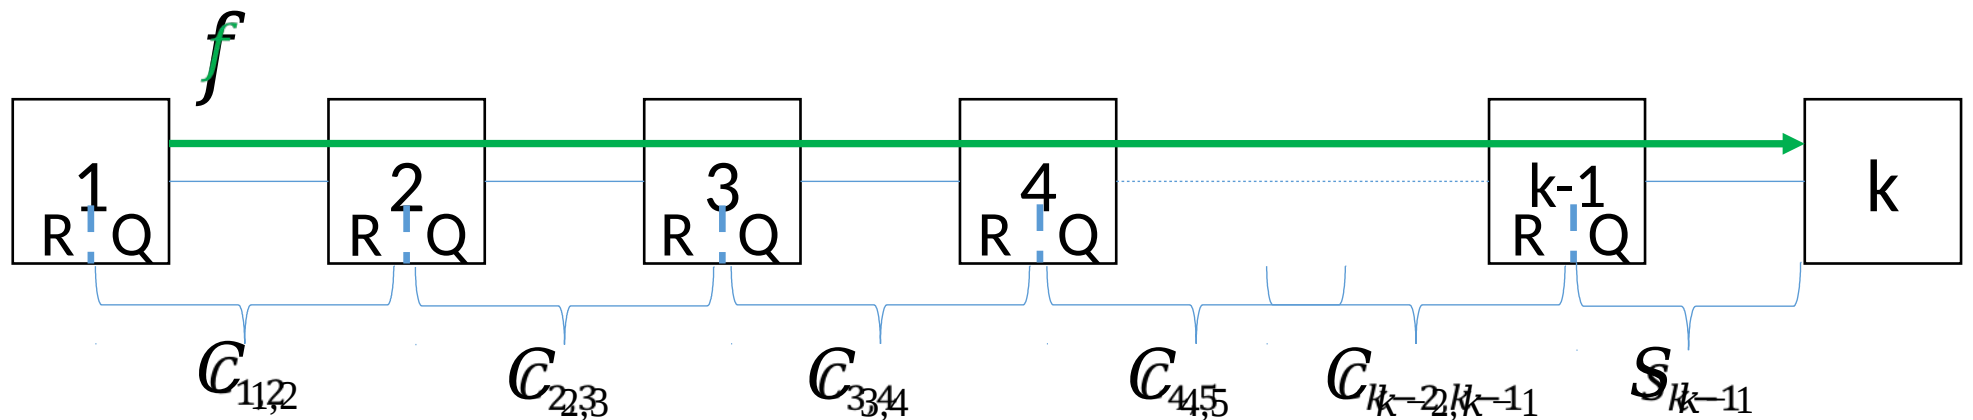 f
1 2 3 4 k-1 k
R Q R Q R Q R Q R Q
C1,2 C2,3 C3,4 C4,5 Ck−2,k−1 Sk−1